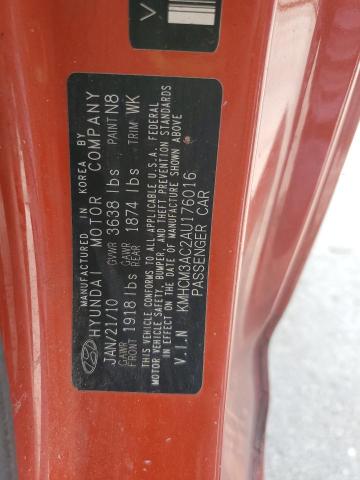 V
MANUFACTURED IN KOREA BY
HYUNDAI MOTOR COMPANY
JAN/21/10 GVWR 3638 lbs PAINT N8
GAWR FRONT 1918 lbs GAWR REAR 1874 lbs TRIM WK
THIS VEHICLE CONFORMS TO ALL APPLICABLE U.S.A. FEDERAL
MOTOR VEHICLE SAFETY, BUMPER, AND THEFT PREVENTION STANDARDS
IN EFFECT ON THE DATE OF MANUFACTURE SHOWN ABOVE
V.I.N KMHCM3AC2AU176016
PASSENGER CAR